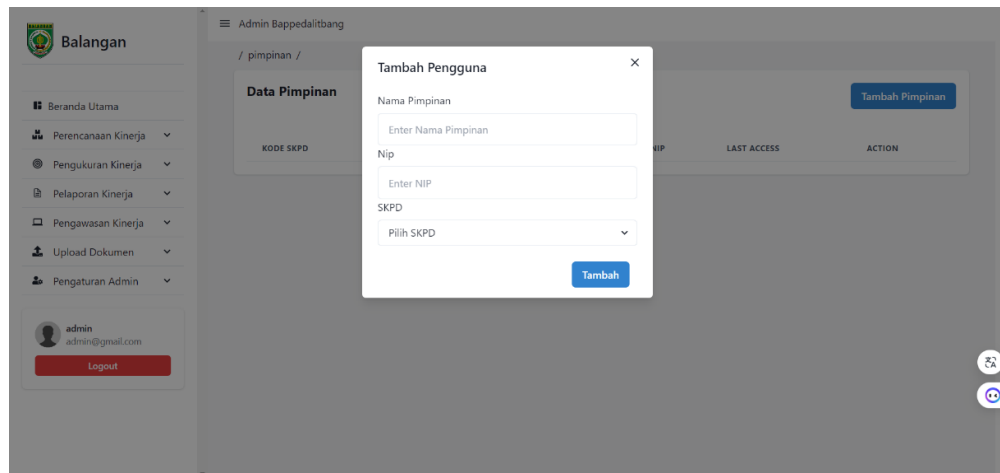 BALANGAN
Balangan
Beranda Utama
Perencanaan Kinerja
Pengukuran Kinerja
Pelaporan Kinerja
Pengawasan Kinerja
Upload Dokumen
Pengaturan Admin
admin
admin@gmail.com
Logout
Admin Bappedalitbang
/ pimpinan /
Data Pimpinan
Tambah Pimpinan
KODE SKPD
NIP
LAST ACCESS
ACTION
Tambah Pengguna
Nama Pimpinan
Enter Nama Pimpinan
Nip
Enter NIP
SKPD
Pilih SKPD
Tambah